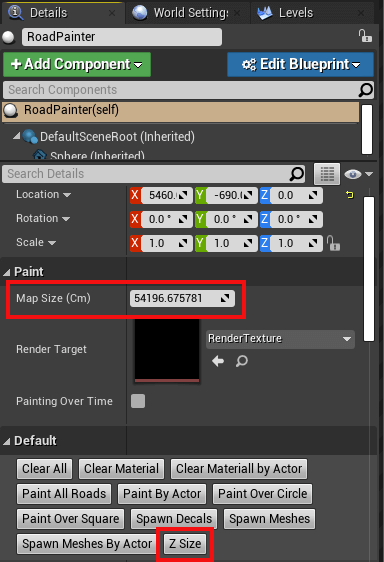 Details World Settings Levels
RoadPainter
+ Add Component Edit Blueprint
Search Components
RoadPainter(self)
DefaultSceneRoot (Inherited)
Sphere (Inherited)
Search Details
Location X 5460.0 Y -690.0 Z 0.0
Rotation X 0.0 ° Y 0.0 ° Z 0.0 °
Scale X 1.0 Y 1.0 Z 1.0
Paint
Map Size (Cm) 54196.675781
Render Target RenderTexture
Painting Over Time
Default
Clear All Clear Material Clear Materiall by Actor
Paint All Roads Paint By Actor Paint Over Circle
Paint Over Square Spawn Decals Spawn Meshes
Spawn Meshes By Actor Z Size